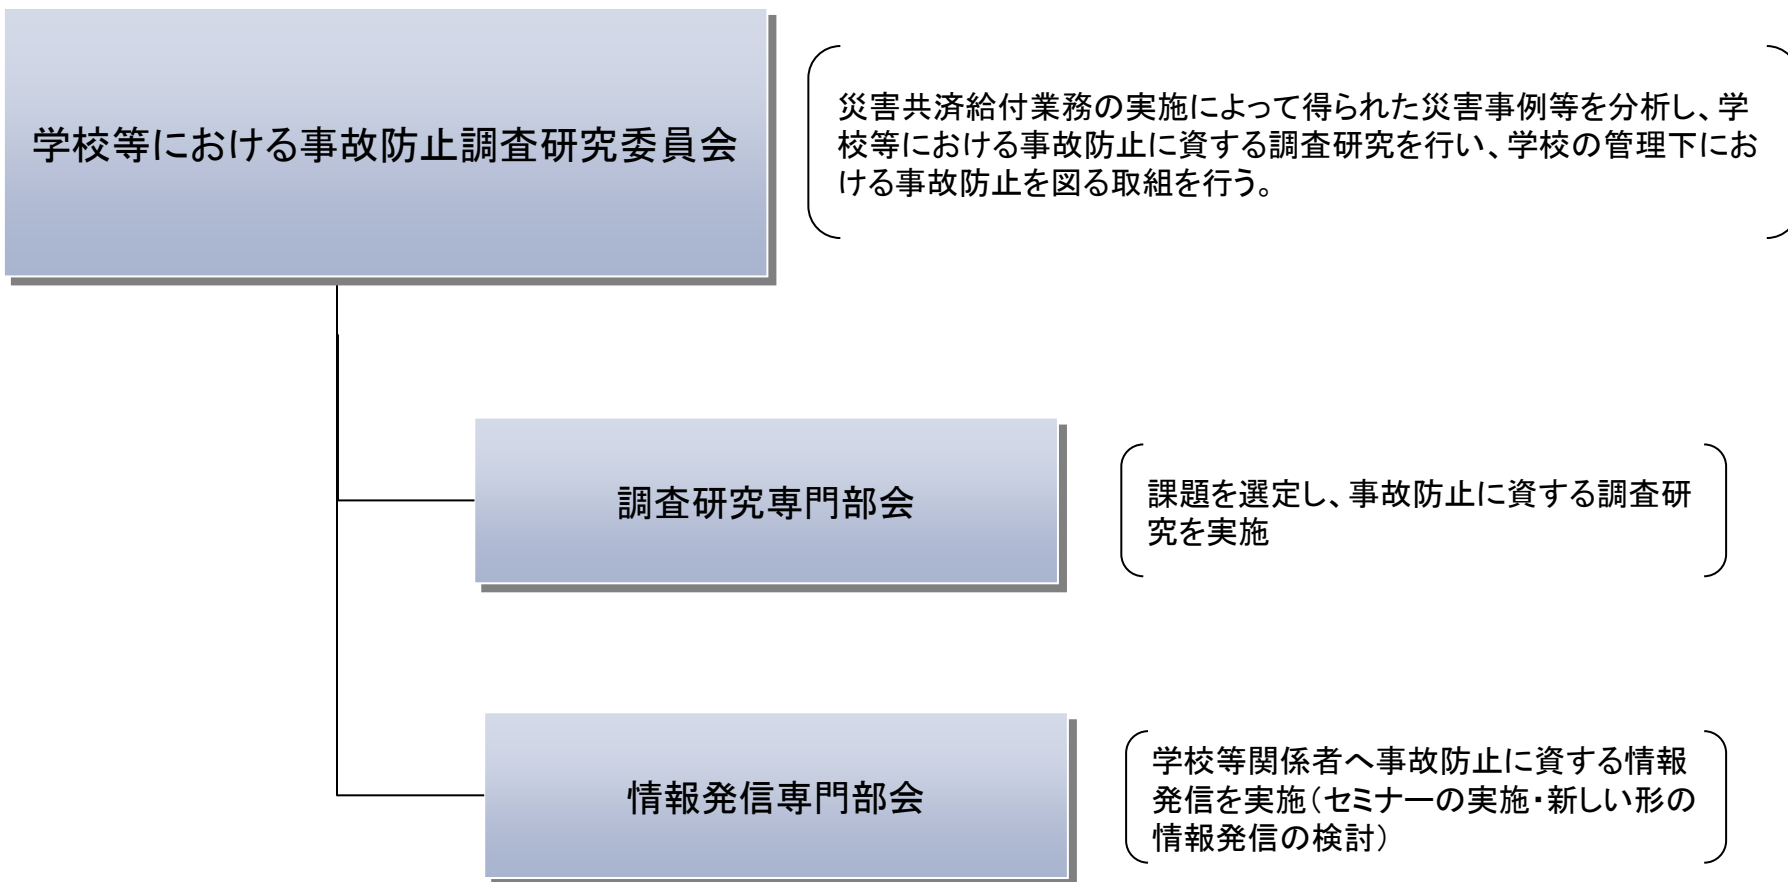 学校等における事故防止調査研究委員会
災害共済給付業務の実施によって得られた災害事例等を分析し、学
校等における事故防止に資する調査研究を行い、学校の管理下にお
ける事故防止を図る取組を行う。
調査研究専門部会
課題を選定し、事故防止に資する調査研
究を実施
情報発信専門部会
学校等関係者へ事故防止に資する情報
発信を実施（セミナーの実施・新しい形の
情報発信の検討）